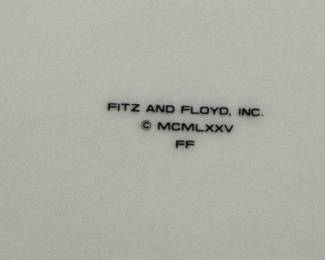 FITZ AND FLOYD, INC.
© MCMLXXV
FF